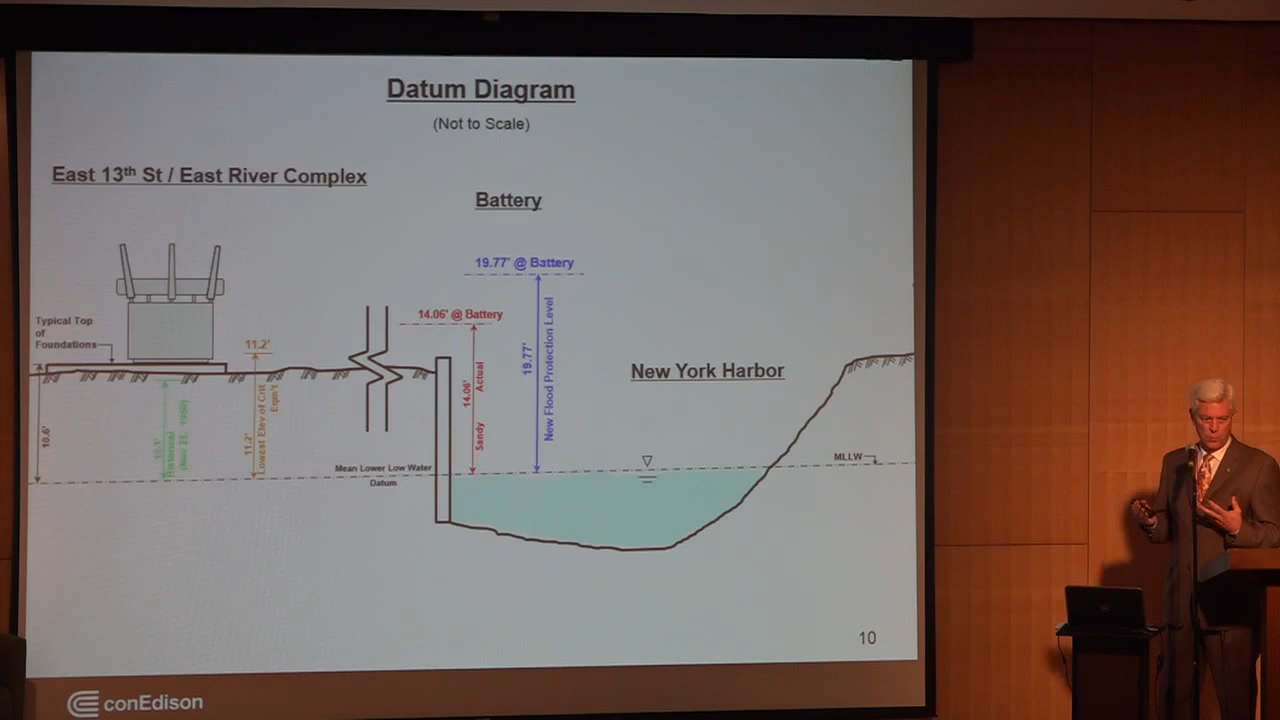 Datum Diagram
(Not to Scale)
East 13th St / East River Complex
Battery
19.77' @ Battery
14.06' @ Battery
Typical Top
of
Foundations
11.2'
10.6'
Historical
11.2'
Lowest Elev of Crit
Eqm't
14.06'
Sandy Actual
19.77'
New Flood Protection Level
New York Harbor
Mean Lower Low Water
Datum
MLLW
10
conEdison